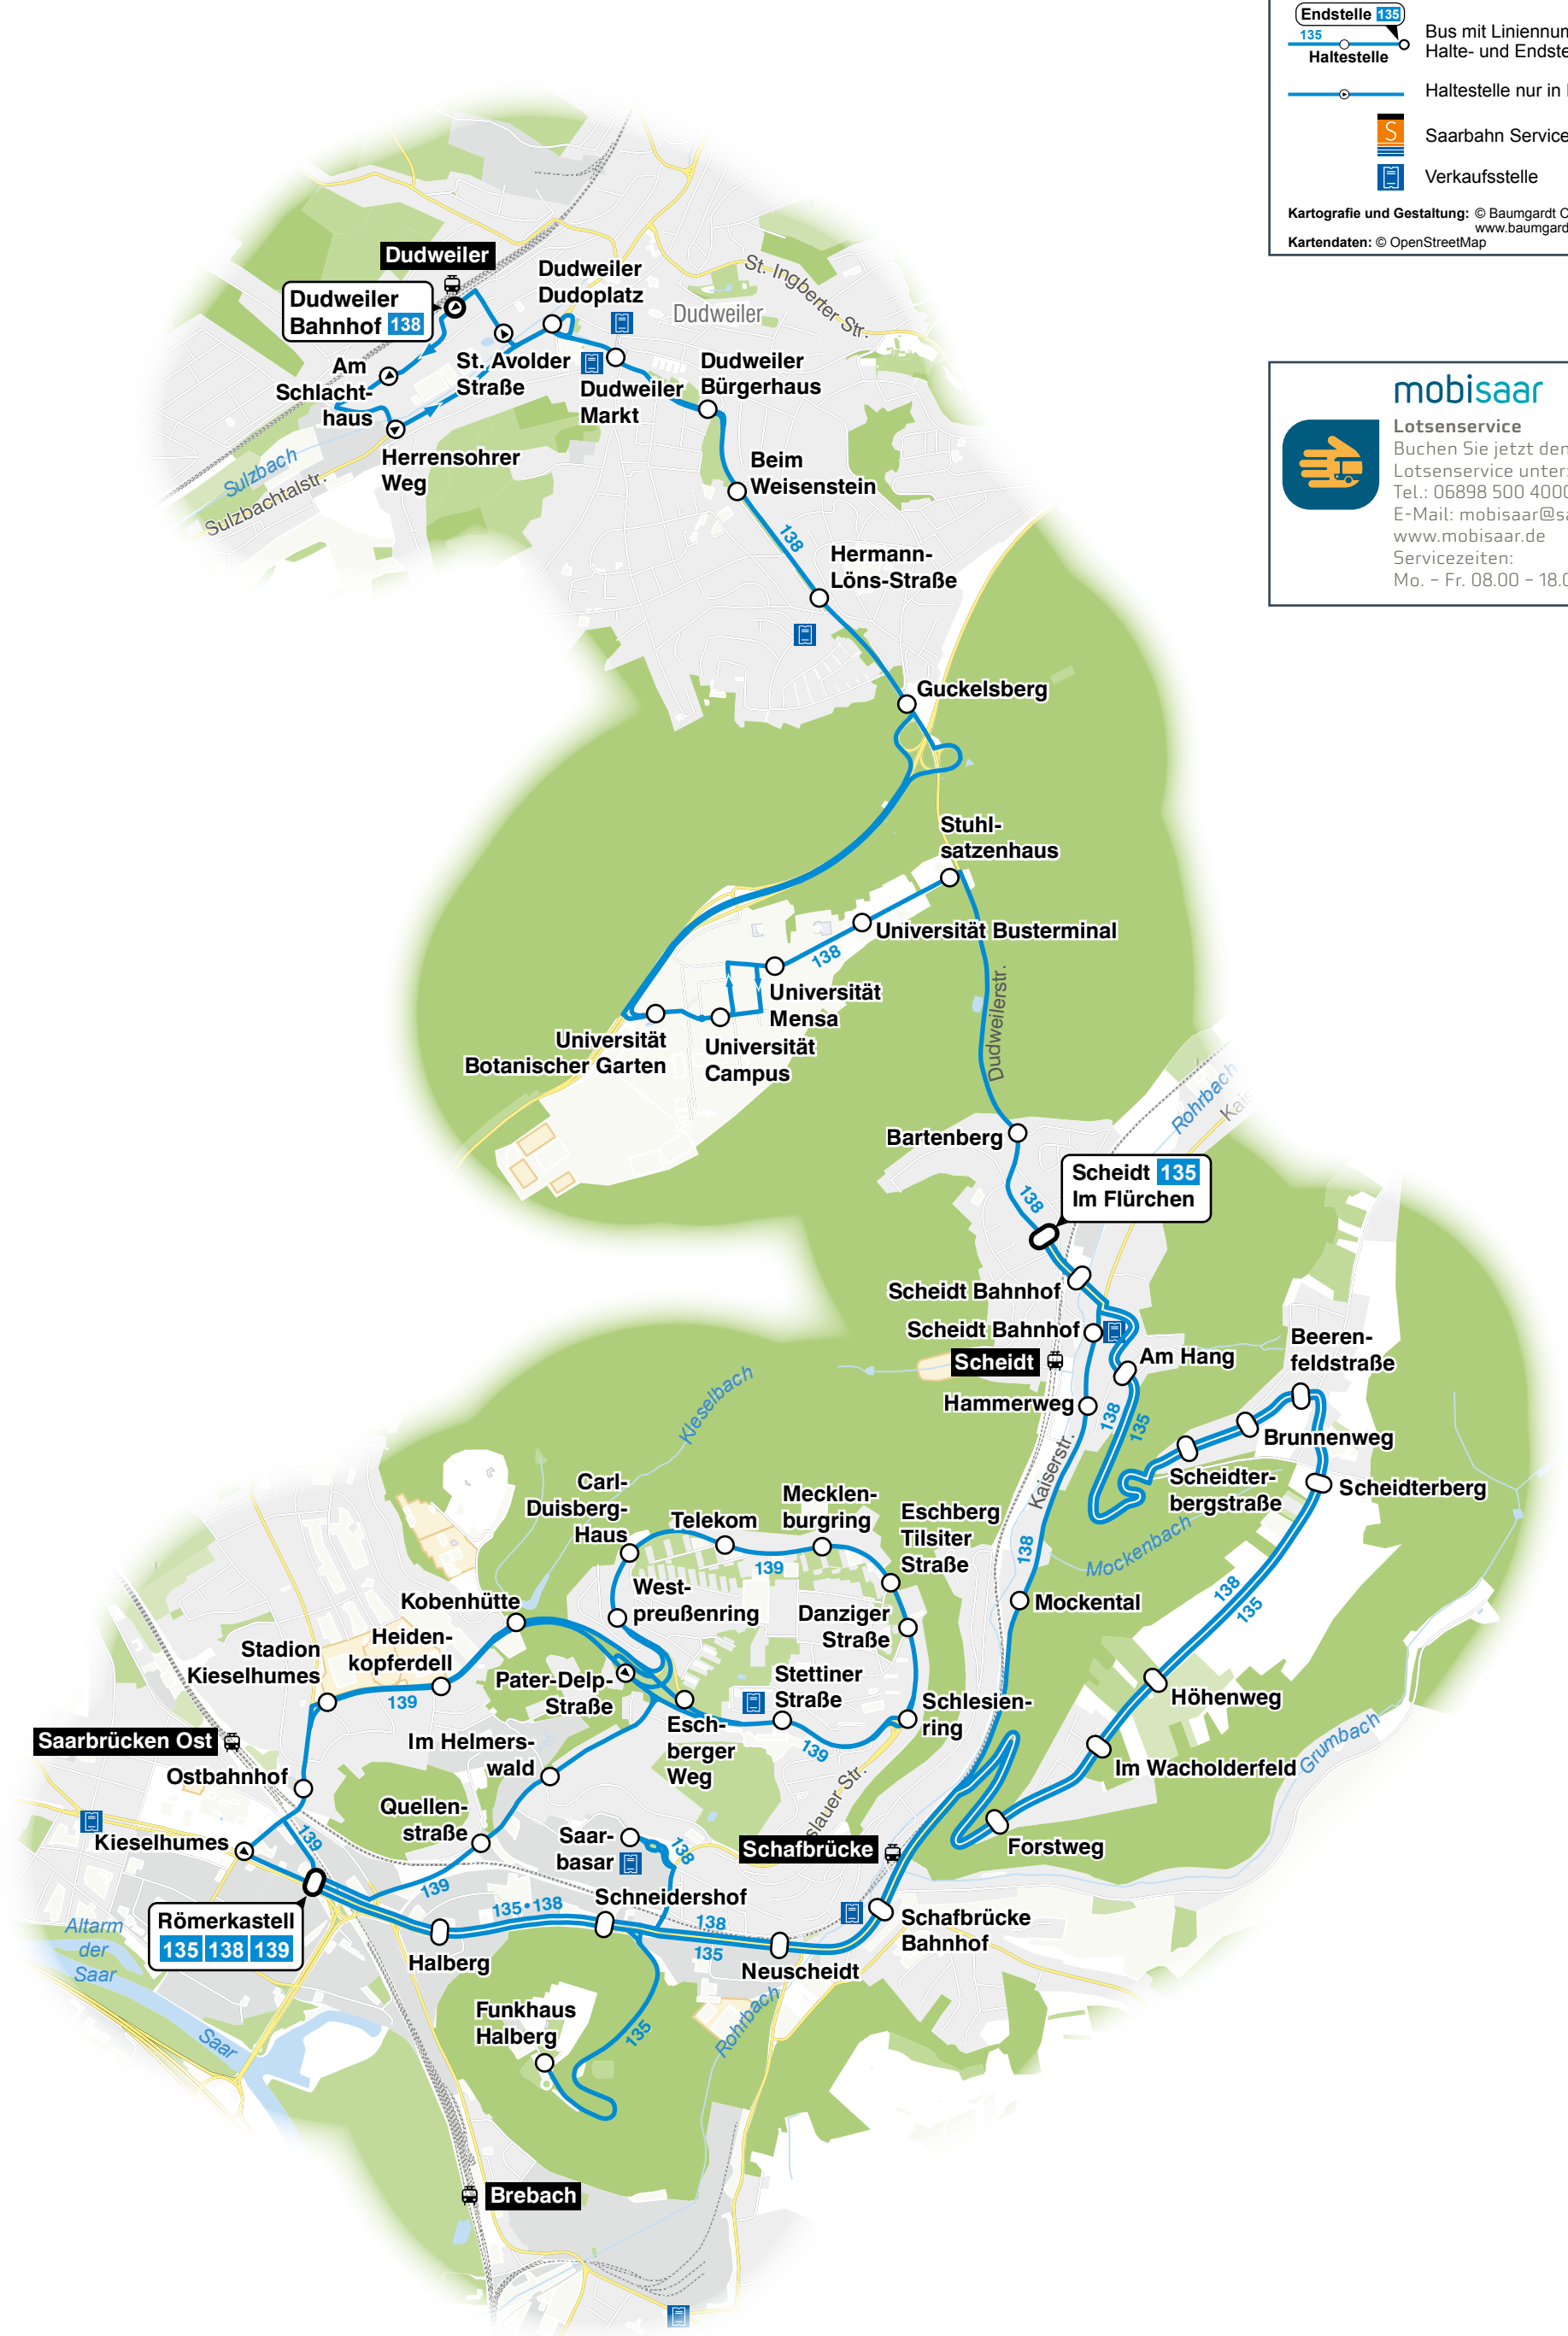 Endstelle 135
135
Haltestelle
Bus mit Liniennum
Halte- und Endste
Haltestelle nur in
Saarbahn Service
Verkaufsstelle
Kartografie und Gestaltung: © Baumgardt C
www.baumgard
Kartendaten: © OpenStreetMap
mobisaar
Lotsenservice
Buchen Sie jetzt den
Lotsenservice unter:
Tel.: 06898 500 4000
E-Mail: mobisaar@sa
www.mobisaar.de
Servicezeiten:
Mo. – Fr. 08.00 – 18.0
Dudweiler
Dudweiler
Bahnhof 138
Dudweiler
Dudoplatz
Dudweiler
St. Ingberter Str.
Am
Schlacht-
haus
St. Avolder
Straße
Dudweiler
Markt
Dudweiler
Bürgerhaus
Herrensohrer
Weg
Sulzbach
Sulzbachtalstr.
Beim
Weisenstein
138
Hermann-
Löns-Straße
Guckelsberg
Stuhl-
satzenhaus
Universität Busterminal
138
Universität
Mensa
Universität
Botanischer Garten
Universität
Campus
Dudweilerstr.
Rohrbach
Kais
Bartenberg
138
Scheidt 135
Im Flürchen
Scheidt Bahnhof
Scheidt Bahnhof
Scheidt
Am Hang
Beeren-
feldstraße
Hammerweg
138
135
Brunnenweg
Scheidter-
bergstraße
Scheidterberg
Kaiserstr.
Mockenbach
138
138
135
Mockental
Höhenweg
Im Wacholderfeld
Grumbach
Forstweg
Kieselbach
Carl-
Duisberg-
Haus
Telekom
Mecklen-
burgring
139
Eschberg
Tilsiter
Straße
West-
preußenring
Danziger
Straße
Kobenhütte
Heiden-
kopferdell
Stadion
Kieselhumes
139
Pater-Delp-
Straße
Stettiner
Straße
Schlesien-
ring
Esch-
berger
Weg
139
Saarbrücken Ost
Ostbahnhof
Im Helmers-
wald
Quellen-
straße
slauer Str.
Kieselhumes
139
139
Saar-
basar
138
Schafbrücke
Römerkastell
135 138 139
135•138
Schneidershof
138
135
Schafbrücke
Bahnhof
Halberg
Neuscheidt
Altarm
der
Saar
Saar
Funkhaus
Halberg
135
Rohrbach
Brebach